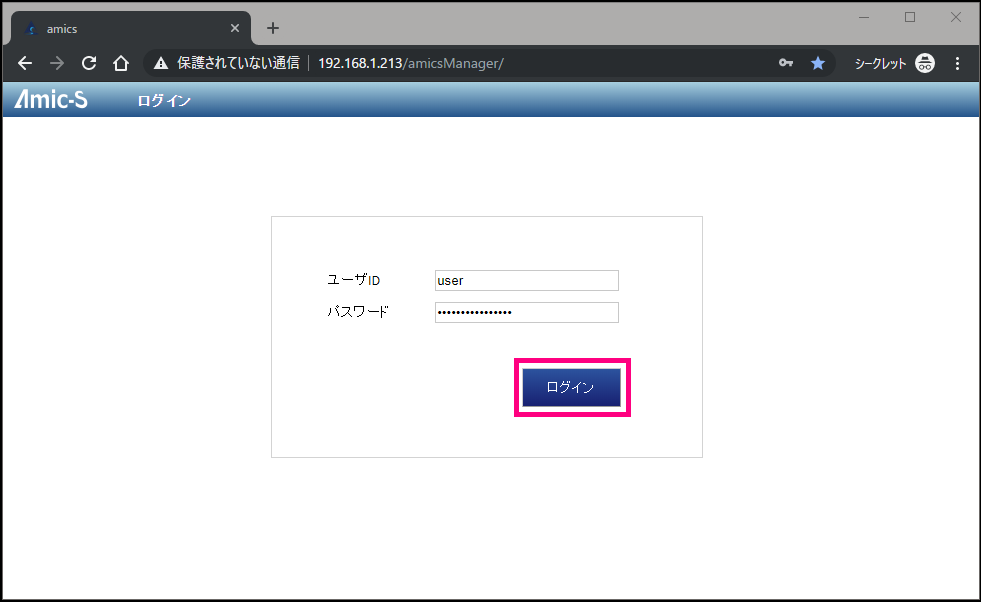 amics
保護されていない通信 192.168.1.213/amicsManager/ シークレット
Amic-S ログイン
ユーザID user
パスワード ••••••••••••••••
ログイン